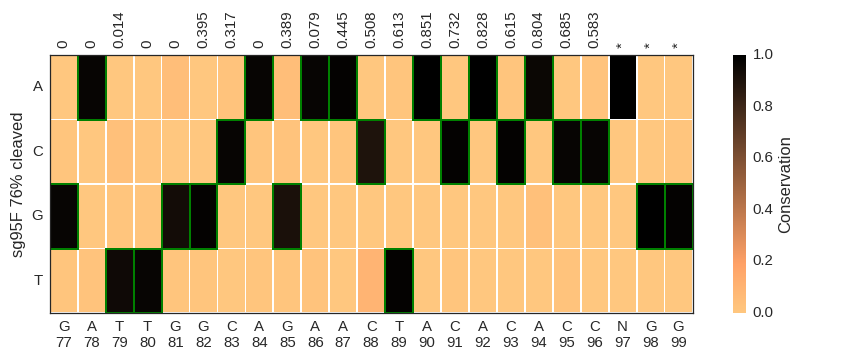 0 0 0.014 0 0 0.395 0.317 0 0.389 0.079 0.445 0.508 0.613 0.851 0.732 0.828 0.615 0.804 0.685 0.583 * * *
sg95F 76% cleaved
A
C
G
T
G A T T G G C A G A A C T A C A C A C C N G G
77 78 79 80 81 82 83 84 85 86 87 88 89 90 91 92 93 94 95 96 97 98 99
1.0
0.8
0.6
0.4
0.2
0.0
Conservation